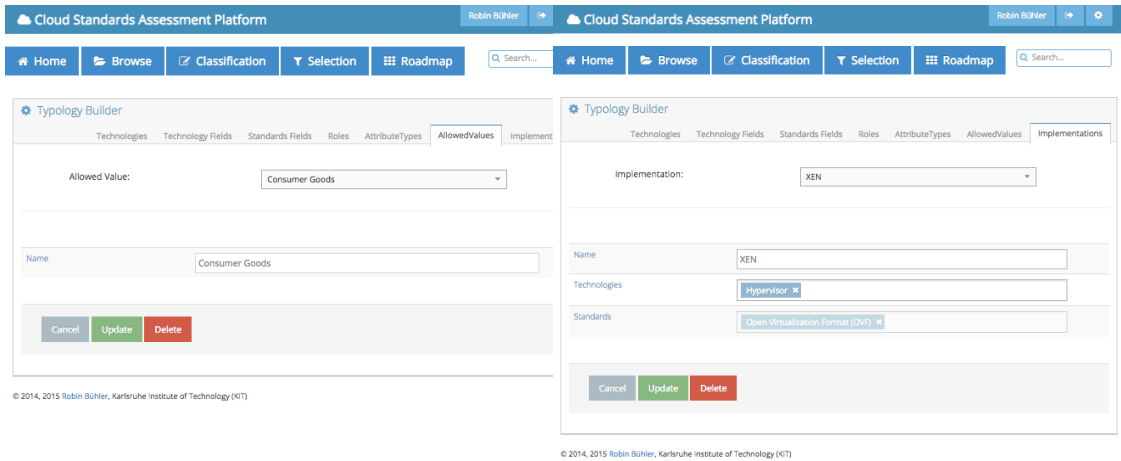 Cloud Standards Assessment Platform
Robin Bühler
Home
Browse
Classification
Selection
Roadmap
Search...
Typology Builder
Technologies
Technology Fields
Standards Fields
Roles
AttributeTypes
AllowedValues
Implement
Allowed Value:
Consumer Goods
Name
Consumer Goods
Cancel
Update
Delete
© 2014, 2015 Robin Bühler, Karlsruhe Institute of Technology (KIT)
Cloud Standards Assessment Platform
Robin Bühler
Home
Browse
Classification
Selection
Roadmap
Search...
Typology Builder
Technologies
Technology Fields
Standards Fields
Roles
AttributeTypes
AllowedValues
Implementations
Implementation:
XEN
Name
XEN
Technologies
Hypervisor
Standards
Open Virtualization Format (OVF)
Cancel
Update
Delete
© 2014, 2015 Robin Bühler, Karlsruhe Institute of Technology (KIT)